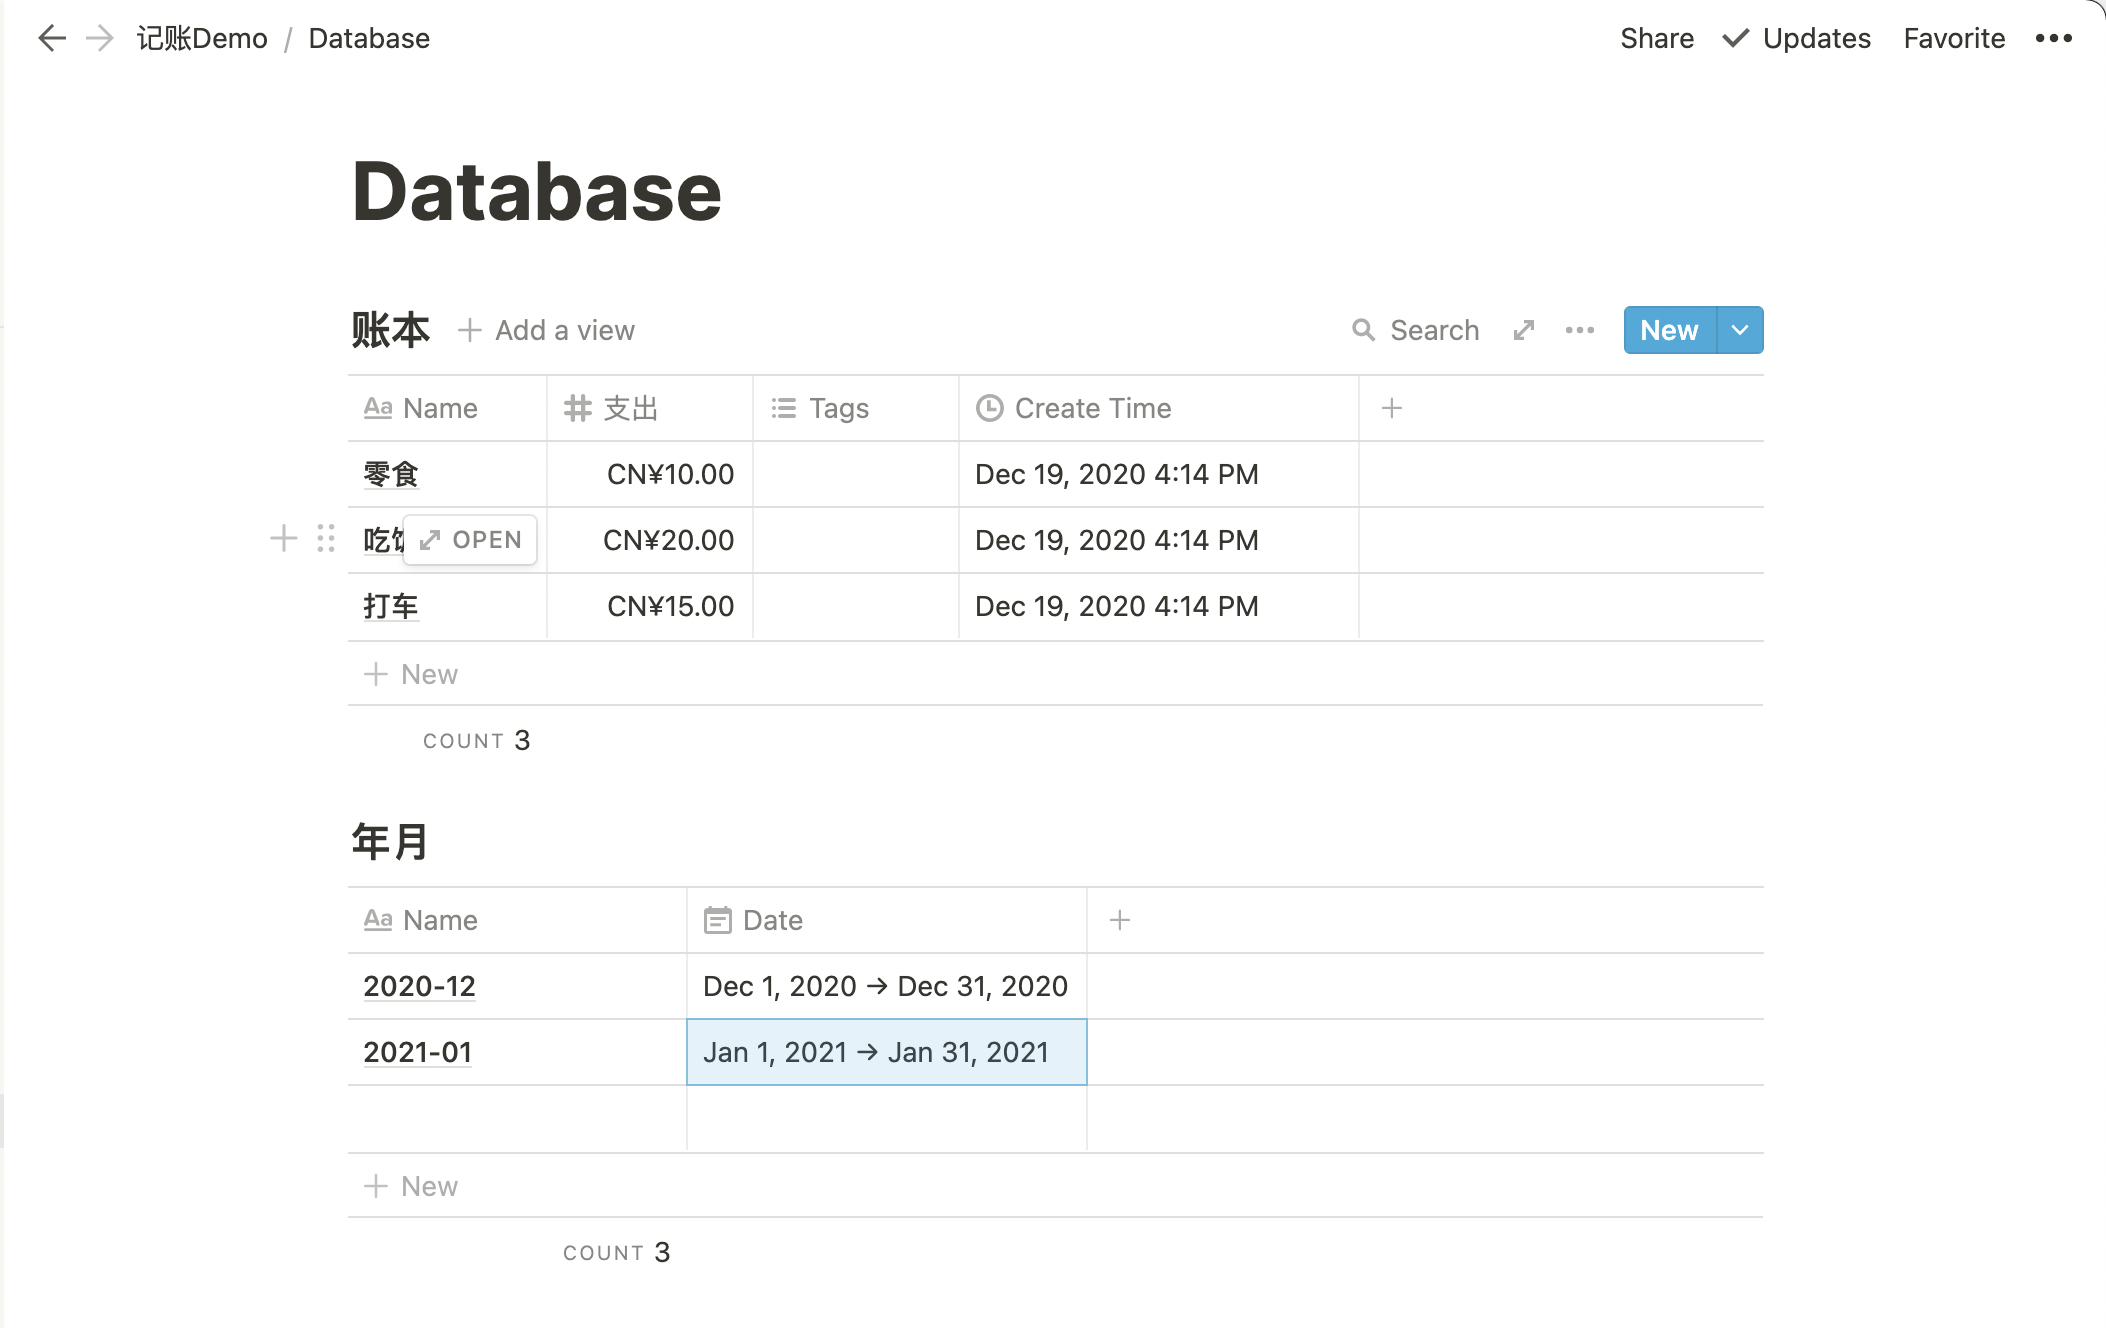 记账Demo / Database
Share Updates Favorite
Database
账本 Add a view Search New
Aa Name 支出 Tags Create Time
零食 CN¥10.00 Dec 19, 2020 4:14 PM
吃 OPEN CN¥20.00 Dec 19, 2020 4:14 PM
打车 CN¥15.00 Dec 19, 2020 4:14 PM
New
COUNT 3
年月
Aa Name Date
2020-12 Dec 1, 2020 → Dec 31, 2020
2021-01 Jan 1, 2021 → Jan 31, 2021
New
COUNT 3